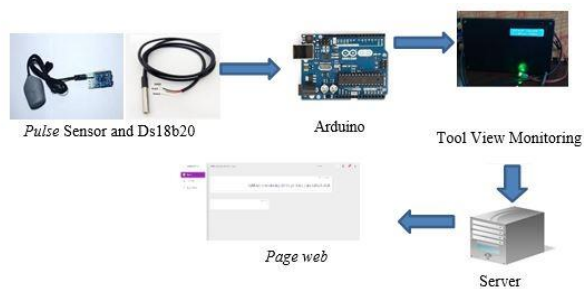 Pulse Sensor and Ds18b20
Arduino
Tool View Monitoring
Page web
Server